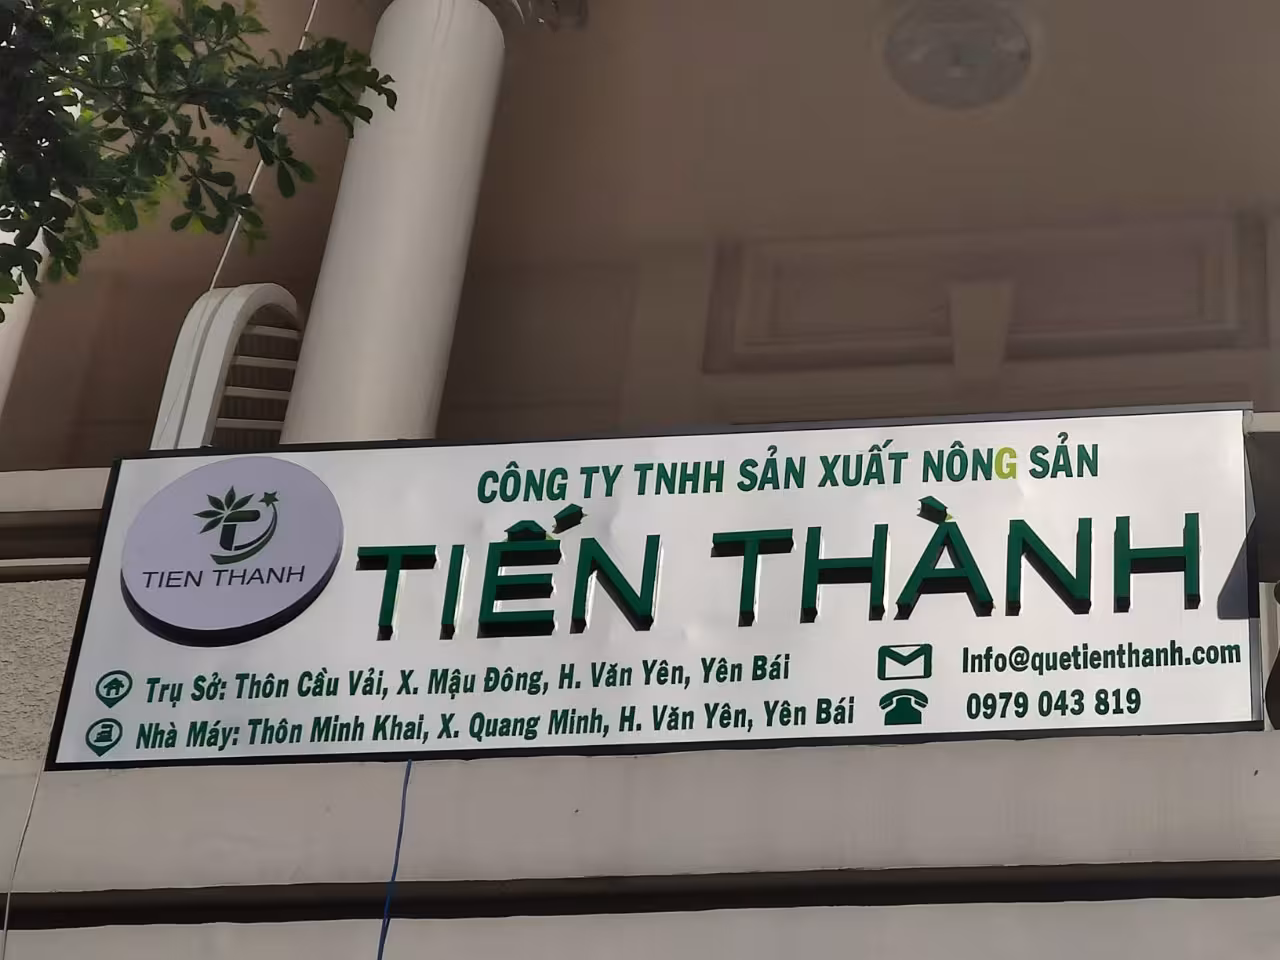 CÔNG TY TNHH SẢN XUẤT NÔNG SẢN
TIẾN THÀNH
TIEN THANH
Trụ Sở: Thôn Cầu Vải, X. Mậu Đông, H. Văn Yên, Yên Bái
Nhà Máy: Thôn Minh Khai, X. Quang Minh, H. Văn Yên, Yên Bái
Info@quetienthanh.com
0979 043 819